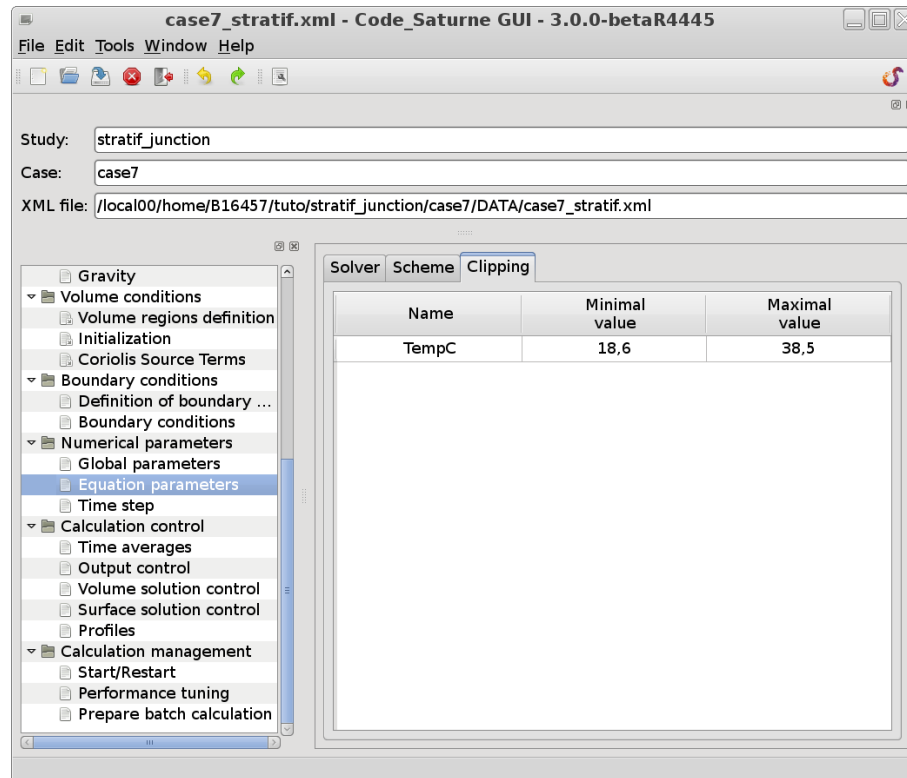 case7_stratif.xml - Code_Saturne GUI - 3.0.0-betaR4445
File Edit Tools Window Help
Study: stratif_junction
Case: case7
XML file: /local00/home/B16457/tuto/stratif_junction/case7/DATA/case7_stratif.xml
Gravity
Volume conditions
Volume regions definition
Initialization
Coriolis Source Terms
Boundary conditions
Definition of boundary ...
Boundary conditions
Numerical parameters
Global parameters
Equation parameters
Time step
Calculation control
Time averages
Output control
Volume solution control
Surface solution control
Profiles
Calculation management
Start/Restart
Performance tuning
Prepare batch calculation
Solver Scheme Clipping
Name Minimal value Maximal value
TempC 18,6 38,5